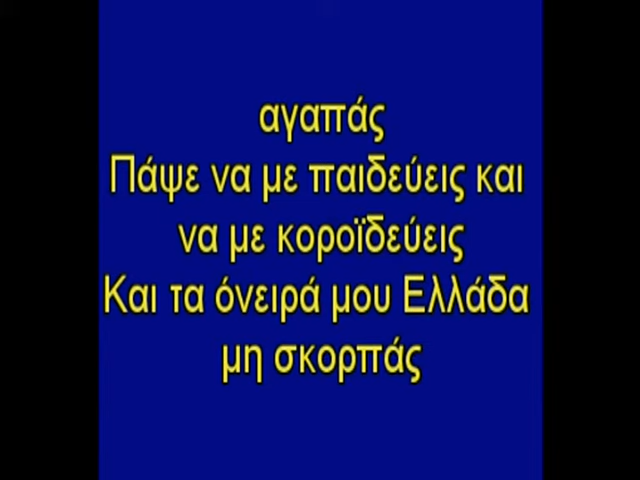 αγαπάς
Πάψε να με παιδεύεις και
να με κοροϊδεύεις
Και τα όνειρά μου Ελλάδα
μη σκορπάς